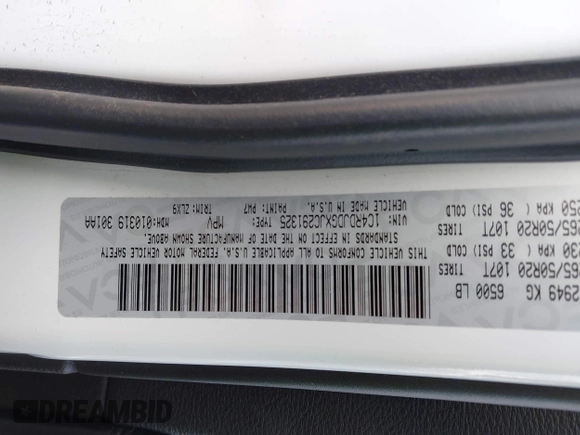 2949 KG
6500 LB
265/50R20 107T TIRES
265/50R20 107T TIRES
230 KPA ( 33 PSI) COLD
250 KPA ( 36 PSI) COLD
THIS VEHICLE CONFORMS TO ALL APPLICABLE U.S.A. FEDERAL MOTOR VEHICLE SAFETY
STANDARDS IN EFFECT ON THE DATE OF MANUFACTURE SHOWN ABOVE.
VIN: 1C4RDJDGXJC291325 TYPE: MPV MDH:010319 301AA
VEHICLE MADE IN U.S.A. PAINT: PW7 TRIM: ZLX9
DREAMBID